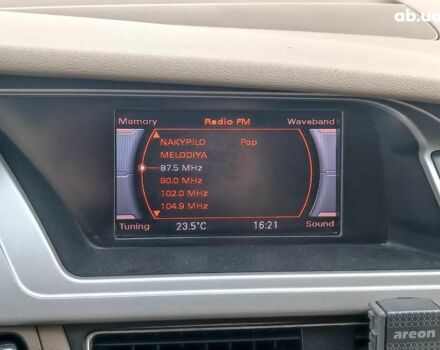 ab.ua
Memory Radio FM Waveband
NAKYPILO Pop
MELODIYA
87.5 MHz
90.0 MHz
102.0 MHz
104.9 MHz
Tuning 23.5°C 16:21 Sound
areon